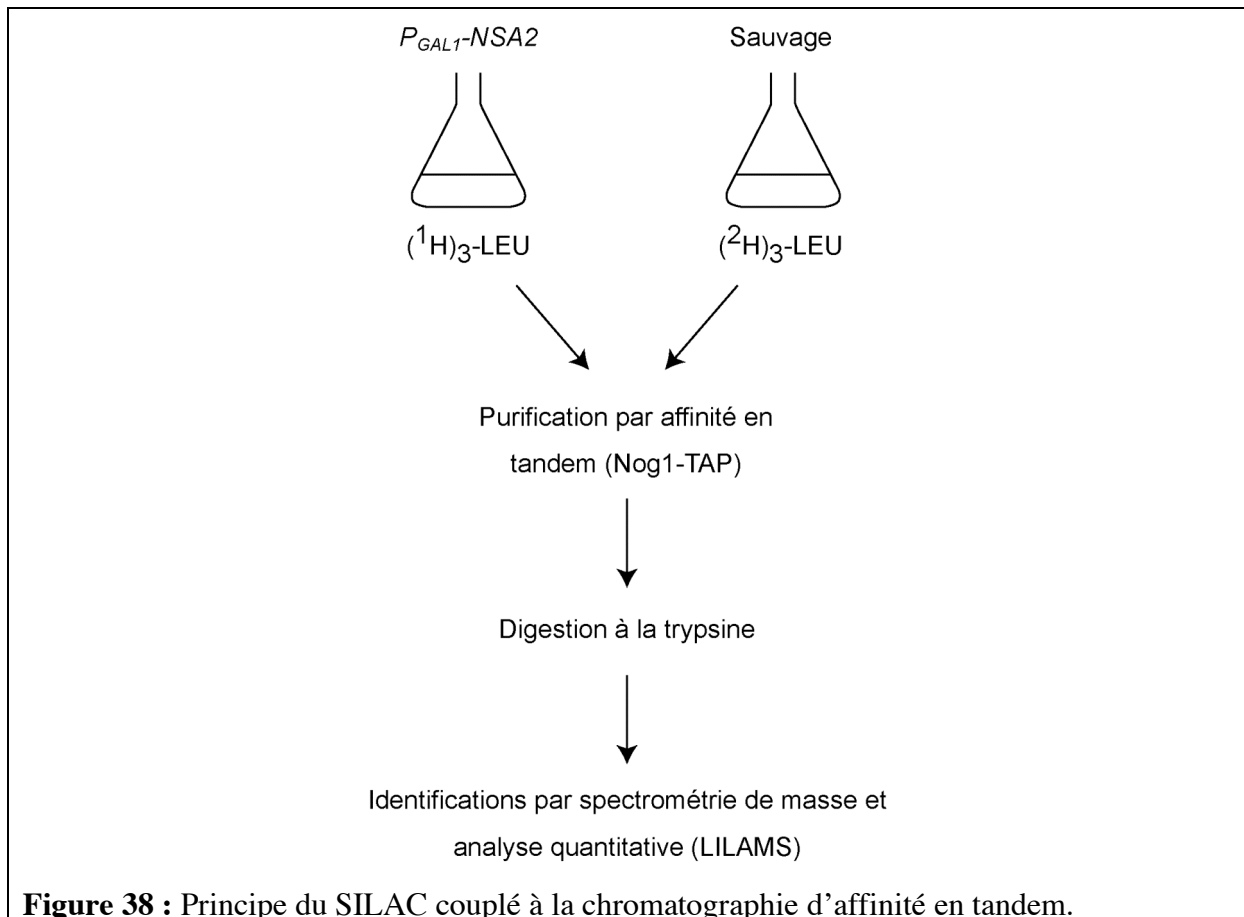 P_GAL1-NSA2 Sauvage
(¹H)₃-LEU (²H)₃-LEU
Purification par affinité en
tandem (Nog1-TAP)
Digestion à la trypsine
Identifications par spectrométrie de masse et
analyse quantitative (LILAMS)
Figure 38 : Principe du SILAC couplé à la chromatographie d’affinité en tandem.